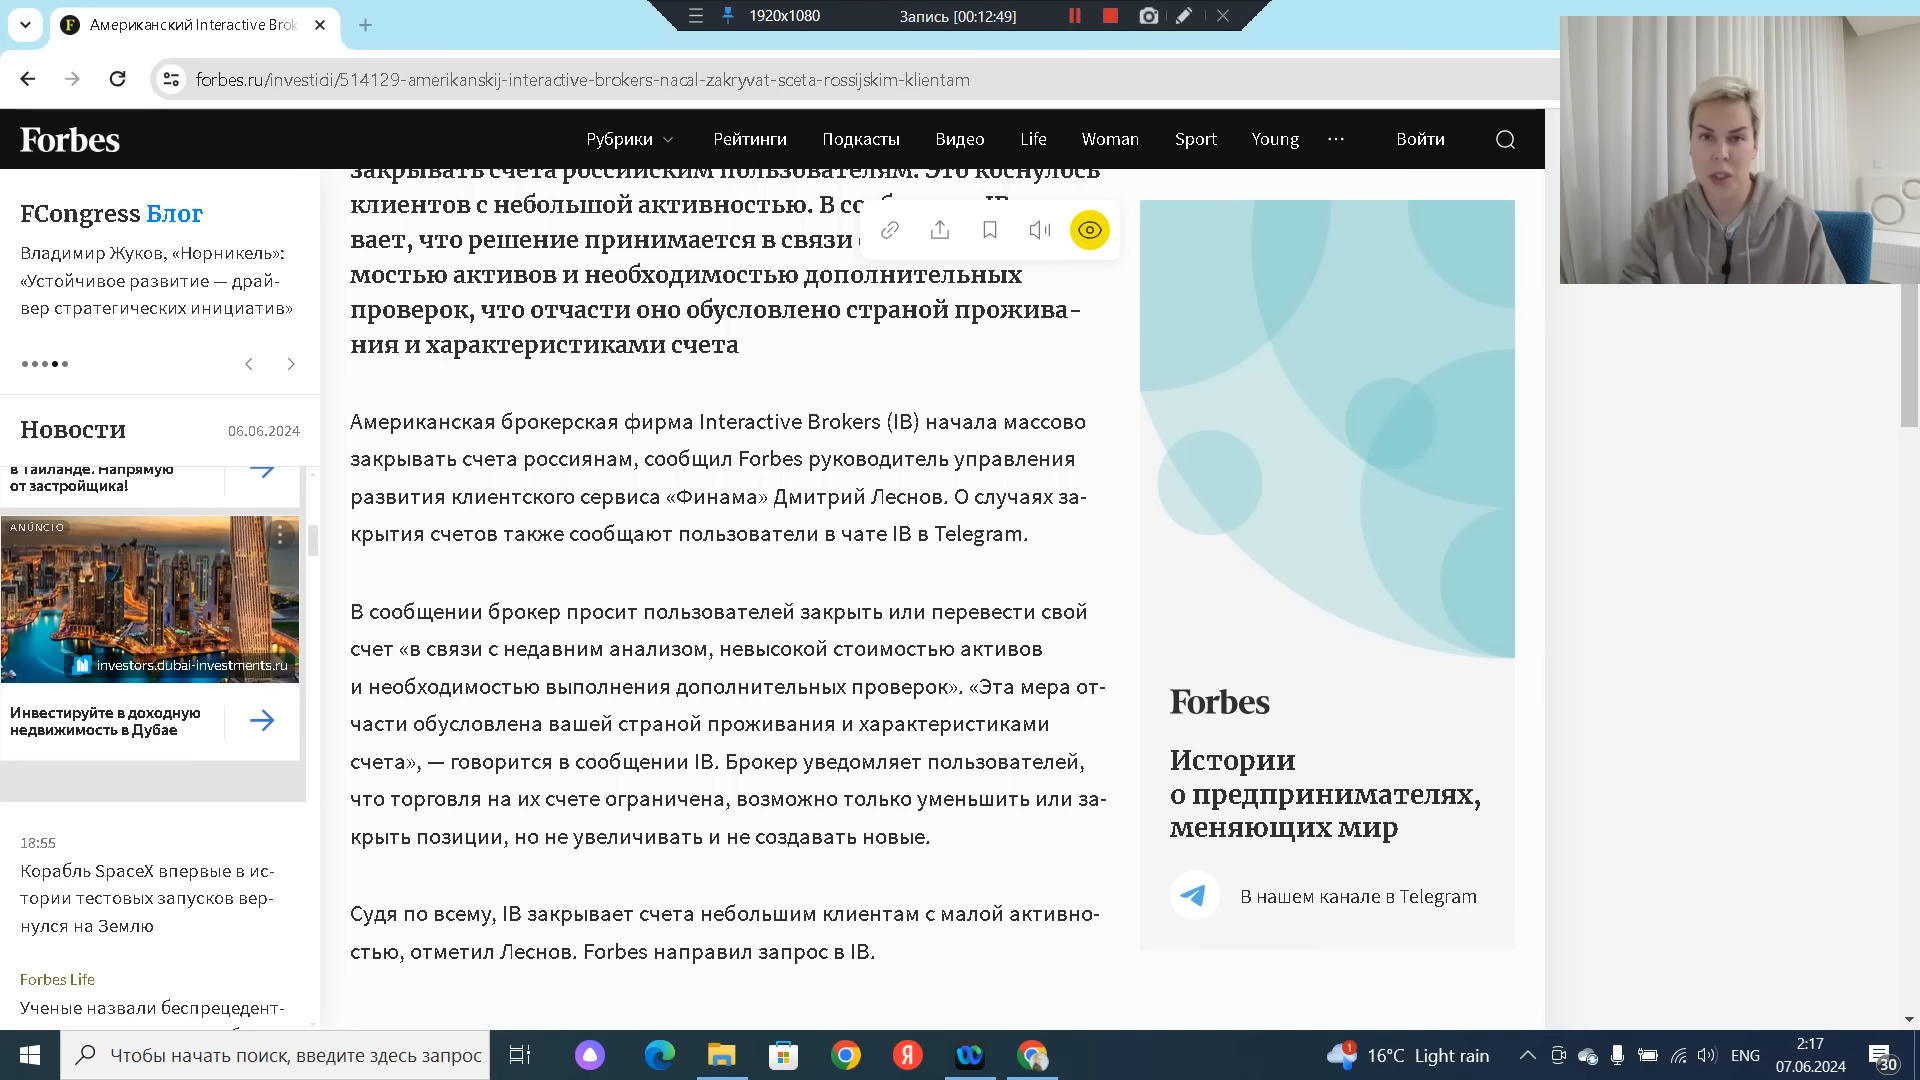 1920x1080
Запись [00:12:49]
Американский Interactive Brok
forbes.ru/investicii/514129-amerikanskij-interactive-brokers-nacal-zakryvat-sceta-rossijskim-klientam
Forbes
Рубрики
Рейтинги
Подкасты
Видео
Life
Woman
Sport
Young
Войти
FCongress Блог
Владимир Жуков, «Норникель»:
«Устойчивое развитие — драй-
вер стратегических инициатив»
Новости
06.06.2024
в Таиланде. Напрямую
от застройщика!
ANÚNCIO
investors.dubai-investments.ru
Инвестируйте в доходную
недвижимость в Дубае
18:55
Корабль SpaceX впервые в ис-
тории тестовых запусков вер-
нулся на Землю
Forbes Life
Ученые назвали беспрецедент-
закрывать счета российским пользователям. Это коснулось
клиентов с небольшой активностью. В
вает, что решение принимается в связи
мостью активов и необходимостью дополнительных
проверок, что отчасти оно обусловлено страной прожива-
ния и характеристиками счета
Американская брокерская фирма Interactive Brokers (IB) начала массово
закрывать счета россиянам, сообщил Forbes руководитель управления
развития клиентского сервиса «Финама» Дмитрий Леснов. О случаях за-
крытия счетов также сообщают пользователи в чате IB в Telegram.
В сообщении брокер просит пользователей закрыть или перевести свой
счет «в связи с недавним анализом, невысокой стоимостью активов
и необходимостью выполнения дополнительных проверок». «Эта мера от-
части обусловлена вашей страной проживания и характеристиками
счета», — говорится в сообщении IB. Брокер уведомляет пользователей,
что торговля на их счете ограничена, возможно только уменьшить или за-
крыть позиции, но не увеличивать и не создавать новые.
Судя по всему, IB закрывает счета небольшим клиентам с малой активно-
стью, отметил Леснов. Forbes направил запрос в IB.
Forbes
Истории
о предпринимателях,
меняющих мир
В нашем канале в Telegram
Чтобы начать поиск, введите здесь запрос
1
16°C Light rain
ENG
2:17
07.06.2024
30